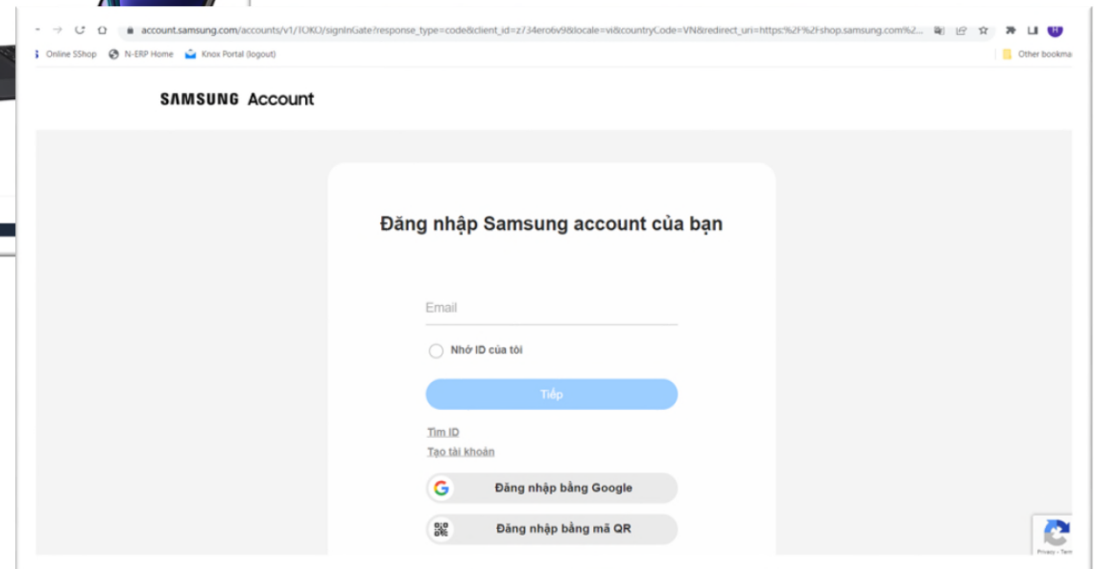 account.samsung.com/accounts/v1/TOKO/signInGate?response_type=code&client_id=z734ero6v9&locale=vi&countryCode=VN&redirect_uri=https:%2F%2Fshop.samsung.com%2...
Online SShop N-ERP Home Knox Portal (logout) Other bookma
SAMSUNG Account
Đăng nhập Samsung account của bạn
Email
Nhớ ID của tôi
Tiếp
Tìm ID
Tạo tài khoản
Đăng nhập bằng Google
Đăng nhập bằng mã QR
Privacy - Term